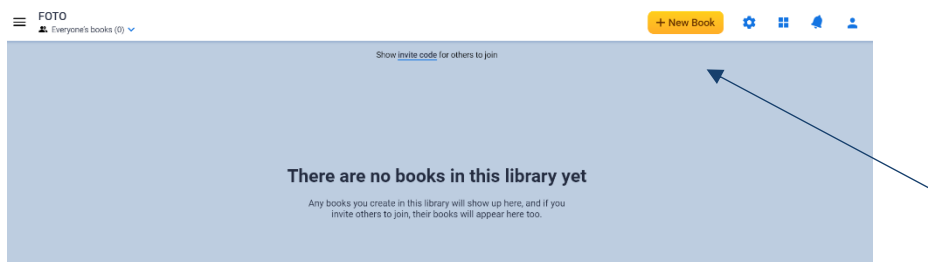 FOTO
Everyone's books (0)
+ New Book
Show invite code for others to join
There are no books in this library yet
Any books you create in this library will show up here, and if you
invite others to join, their books will appear here too.